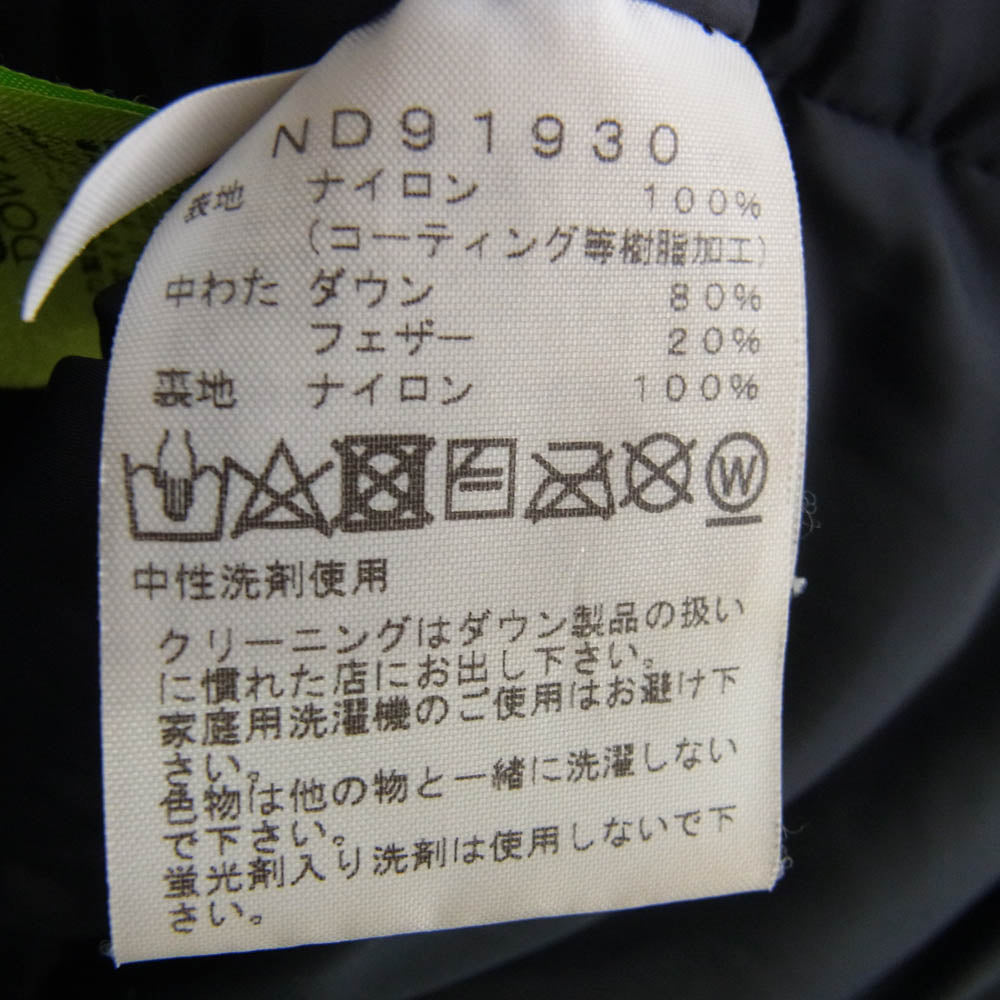 ND91930
表地 ナイロン 100%
(コーティング等樹脂加工)
中わた ダウン 80%
フェザー 20%
裏地 ナイロン 100%
W
中性洗剤使用
クリーニングはダウン製品の扱い
に慣れた店にお出し下さい。
家庭用洗濯機のご使用はお避け下
さい。
色物は他の物と一緒に洗濯しない
で下さい。
蛍光剤入り洗剤は使用しないで下
さい。